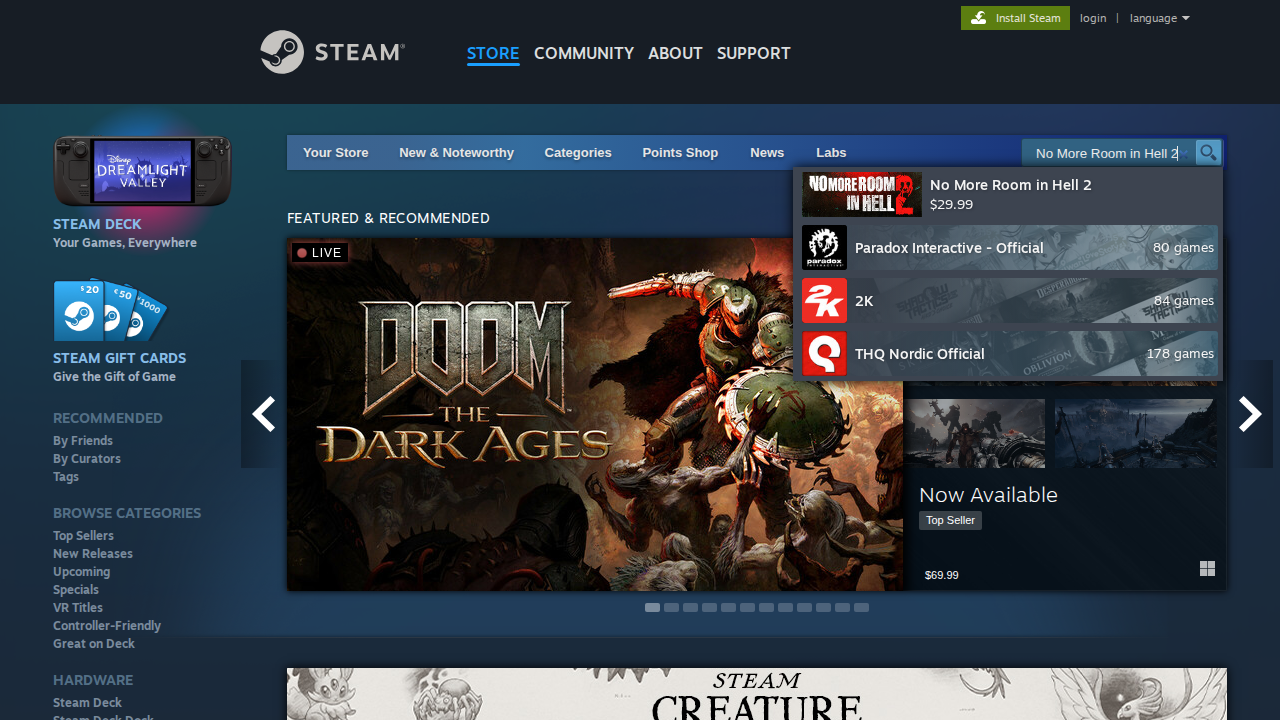 Install Steam
login | language
STEAM®
STORE COMMUNITY ABOUT SUPPORT
Your Store New & Noteworthy Categories Points Shop News Labs
No More Room in Hell 2
NO MORE ROOM IN HELL 2
No More Room in Hell 2
$29.99
paradox INTERACTIVE
Paradox Interactive - Official
80 games
2K
2K
84 games
THQ Nordic Official
178 games
Disney
DREAMLIGHT
VALLEY
STEAM DECK
Your Games, Everywhere
$20
€50
¥1000
STEAM GIFT CARDS
Give the Gift of Game
RECOMMENDED
By Friends
By Curators
Tags
BROWSE CATEGORIES
Top Sellers
New Releases
Upcoming
Specials
VR Titles
Controller-Friendly
Great on Deck
HARDWARE
Steam Deck
FEATURED & RECOMMENDED
LIVE
DOOM
THE
DARK AGES
Now Available
Top Seller
$69.99
STEAM
CREATURE